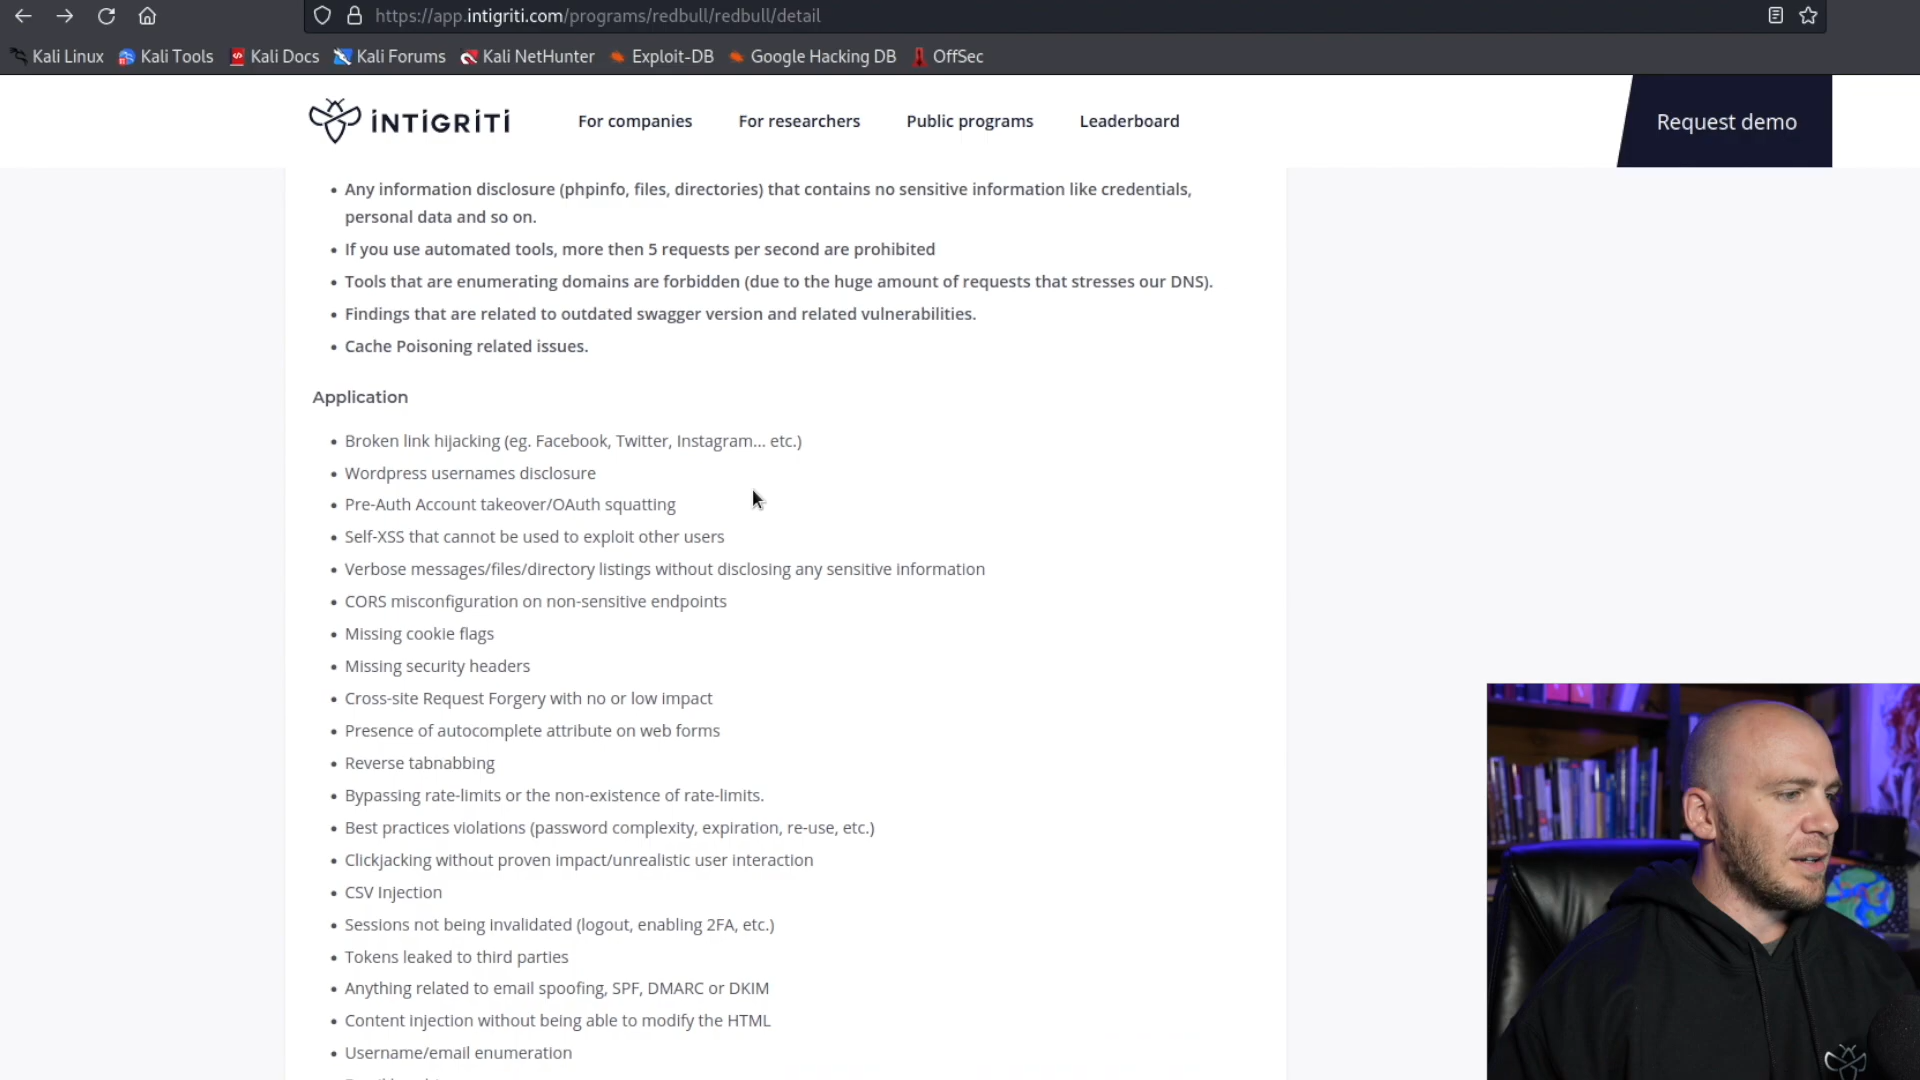 https://app.intigriti.com/programs/redbull/redbull/detail
Kali Linux Kali Tools Kali Docs Kali Forums Kali NetHunter Exploit-DB Google Hacking DB OffSec
INTIGRITI For companies For researchers Public programs Leaderboard Request demo
• Any information disclosure (phpinfo, files, directories) that contains no sensitive information like credentials,
personal data and so on.
• If you use automated tools, more then 5 requests per second are prohibited
• Tools that are enumerating domains are forbidden (due to the huge amount of requests that stresses our DNS).
• Findings that are related to outdated swagger version and related vulnerabilities.
• Cache Poisoning related issues.
Application
• Broken link hijacking (eg. Facebook, Twitter, Instagram... etc.)
• Wordpress usernames disclosure
• Pre-Auth Account takeover/OAuth squatting
• Self-XSS that cannot be used to exploit other users
• Verbose messages/files/directory listings without disclosing any sensitive information
• CORS misconfiguration on non-sensitive endpoints
• Missing cookie flags
• Missing security headers
• Cross-site Request Forgery with no or low impact
• Presence of autocomplete attribute on web forms
• Reverse tabnabbing
• Bypassing rate-limits or the non-existence of rate-limits.
• Best practices violations (password complexity, expiration, re-use, etc.)
• Clickjacking without proven impact/unrealistic user interaction
• CSV Injection
• Sessions not being invalidated (logout, enabling 2FA, etc.)
• Tokens leaked to third parties
• Anything related to email spoofing, SPF, DMARC or DKIM
• Content injection without being able to modify the HTML
• Username/email enumeration